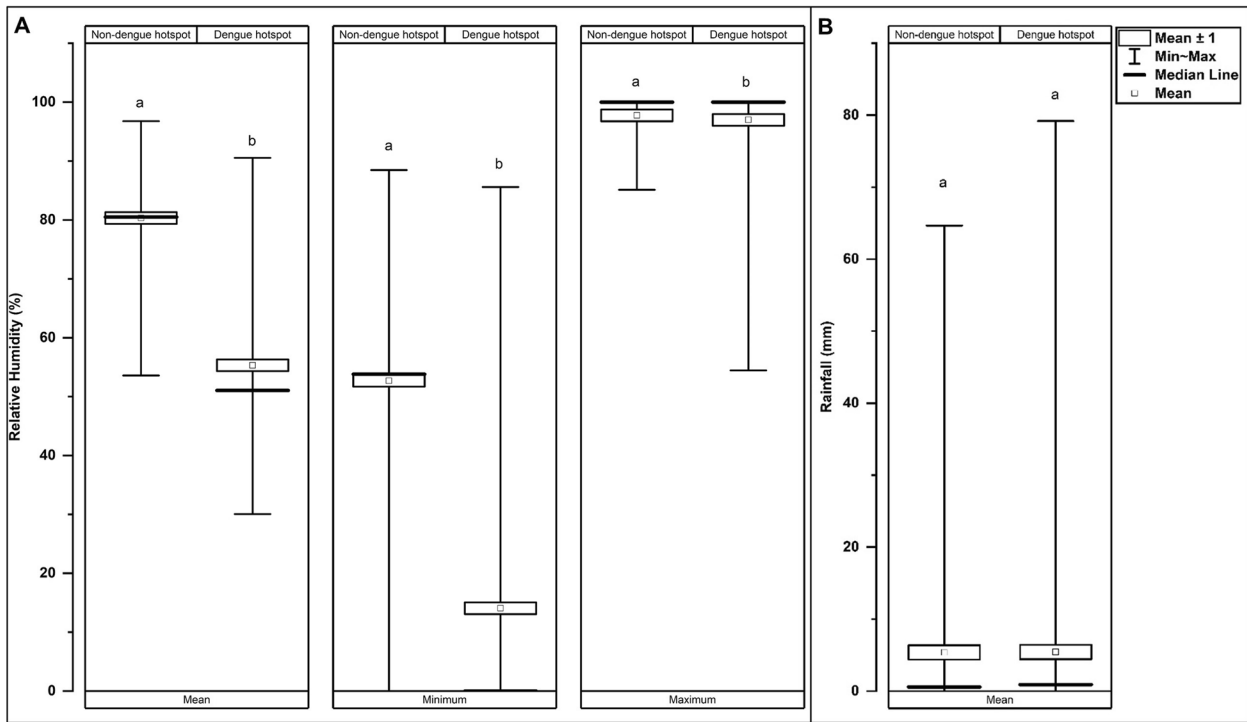 A
Non-dengue hotspot Dengue hotspot
Non-dengue hotspot Dengue hotspot
Non-dengue hotspot Dengue hotspot
Relative Humidity (%)
100
80
60
40
20
0
a
b
a
b
a
b
Mean
Minimum
Maximum
B
Non-dengue hotspot Dengue hotspot
Rainfall (mm)
80
60
40
20
0
a
a
Mean
Mean ± 1
Min~Max
Median Line
Mean